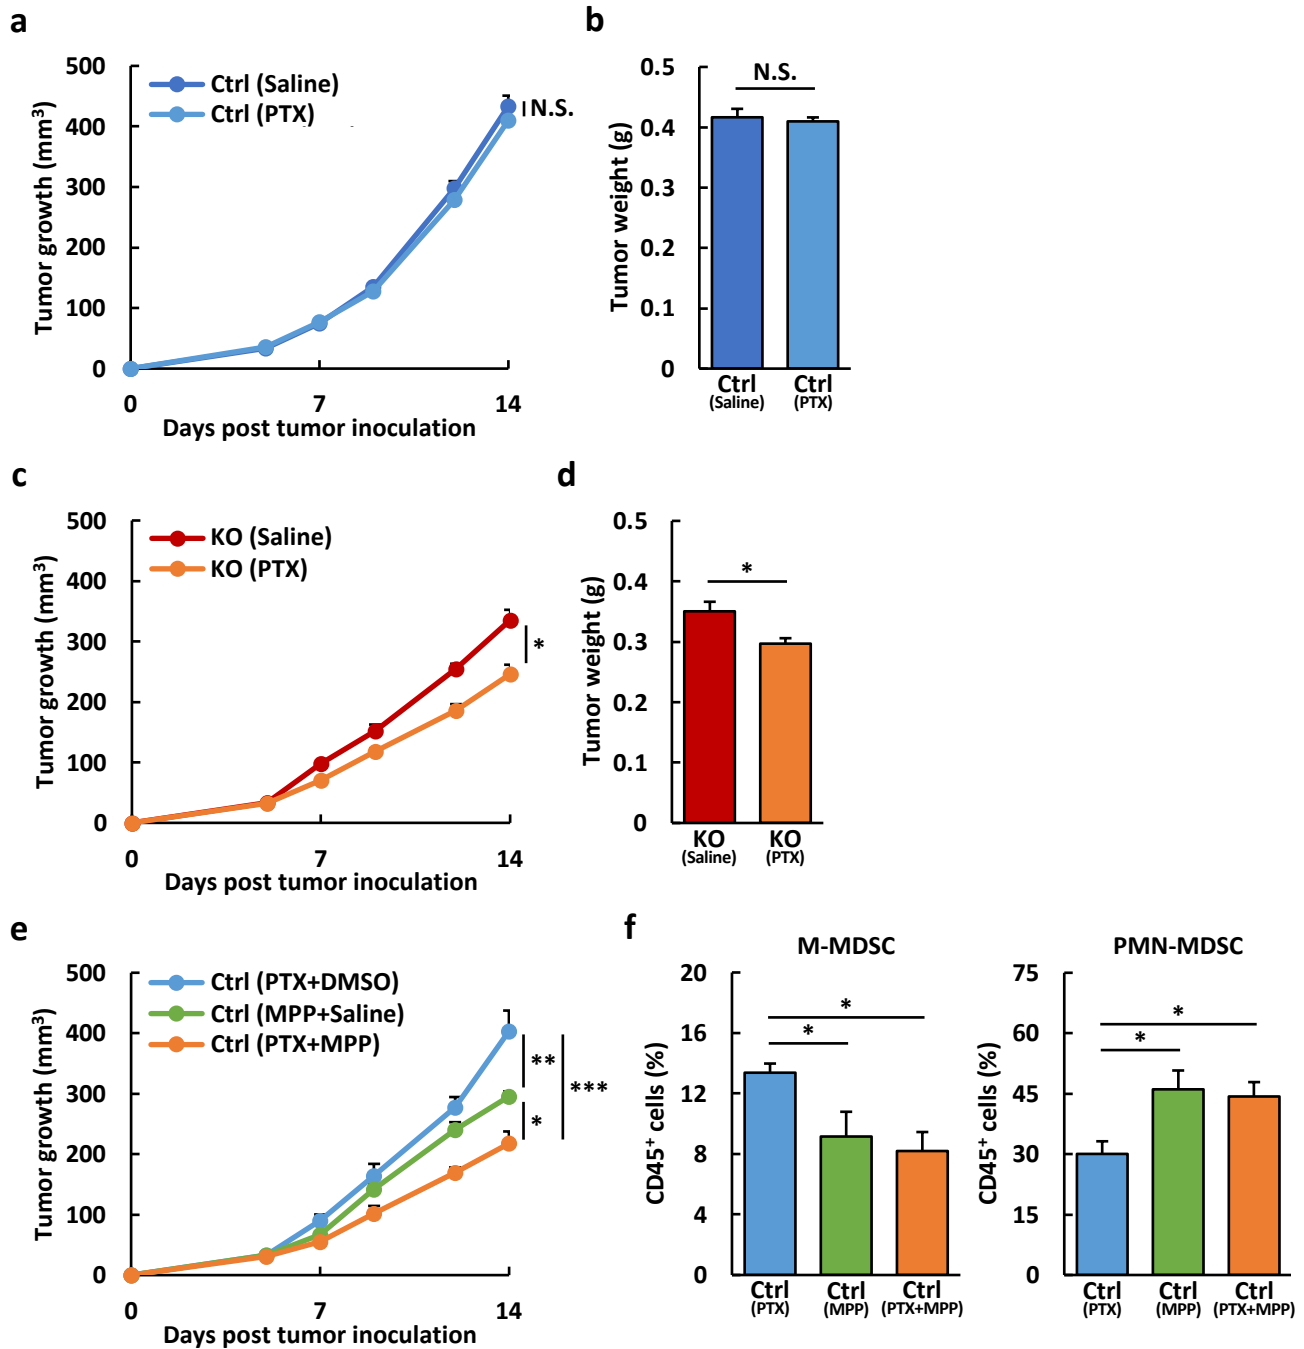 a
500
400
300
200
100
0
Tumor growth (mm³)
Ctrl (Saline)
Ctrl (PTX)
N.S.
0 7 14
Days post tumor inoculation
b
0.5
0.4
0.3
0.2
0.1
0
Tumor weight (g)
N.S.
Ctrl Ctrl
(Saline) (PTX)
c
500
400
300
200
100
0
Tumor growth (mm³)
KO (Saline)
KO (PTX)
*
0 7 14
Days post tumor inoculation
d
0.5
0.4
0.3
0.2
0.1
0
Tumor weight (g)
*
KO KO
(Saline) (PTX)
e
500
400
300
200
100
0
Tumor growth (mm³)
Ctrl (PTX+DMSO)
Ctrl (MPP+Saline)
Ctrl (PTX+MPP)
**
***
*
0 7 14
Days post tumor inoculation
f
M-MDSC
20
16
12
8
4
0
CD45⁺ cells (%)
*
*
Ctrl Ctrl Ctrl
(PTX) (MPP) (PTX+MPP)
PMN-MDSC
75
60
45
30
15
0
CD45⁺ cells (%)
*
*
Ctrl Ctrl Ctrl
(PTX) (MPP) (PTX+MPP)